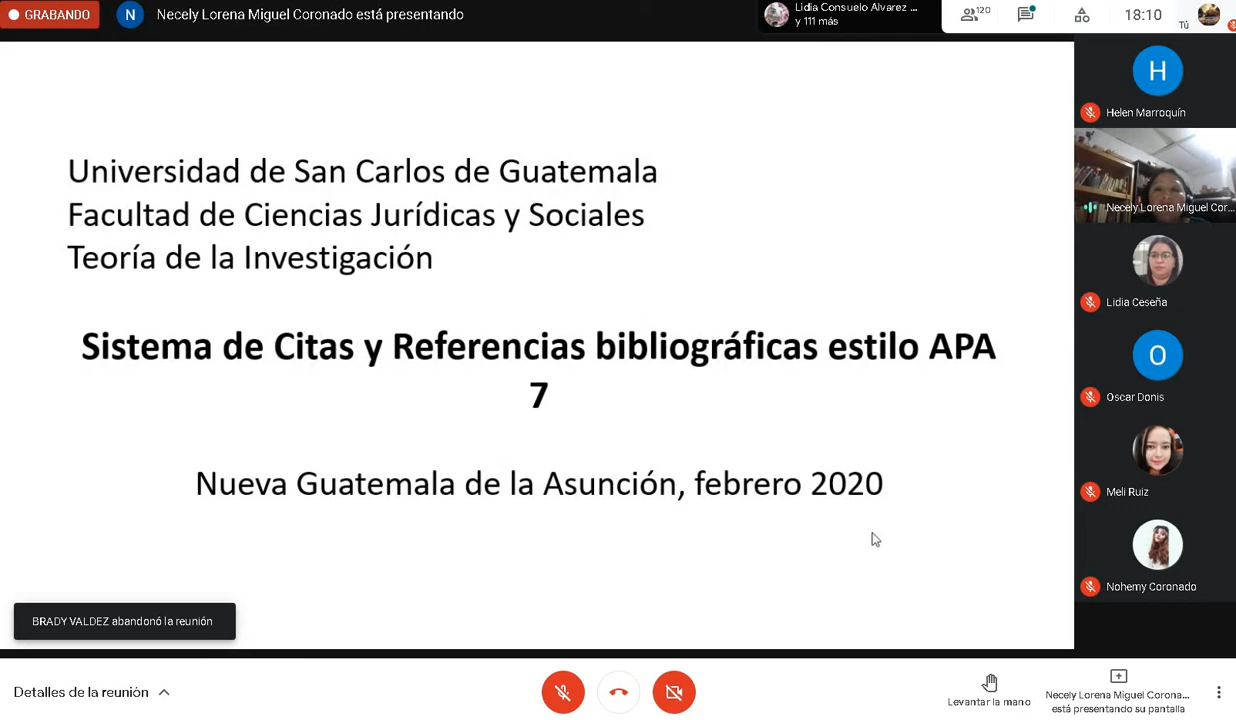 GRABANDO
N
Necely Lorena Miguel Coronado está presentando
Lidia Consuelo Alvarez ...
y 111 más
120
18:10
Tú
Universidad de San Carlos de Guatemala
Facultad de Ciencias Jurídicas y Sociales
Teoría de la Investigación
Sistema de Citas y Referencias bibliográficas estilo APA
7
Nueva Guatemala de la Asunción, febrero 2020
H
Helen Marroquín
Necely Lorena Miguel Cor...
Lidia Ceseña
O
Oscar Donis
Meli Ruiz
Nohemy Coronado
BRADY VALDEZ abandonó la reunión
Detalles de la reunión
Levantar la mano
Necely Lorena Miguel Corona...
está presentando su pantalla